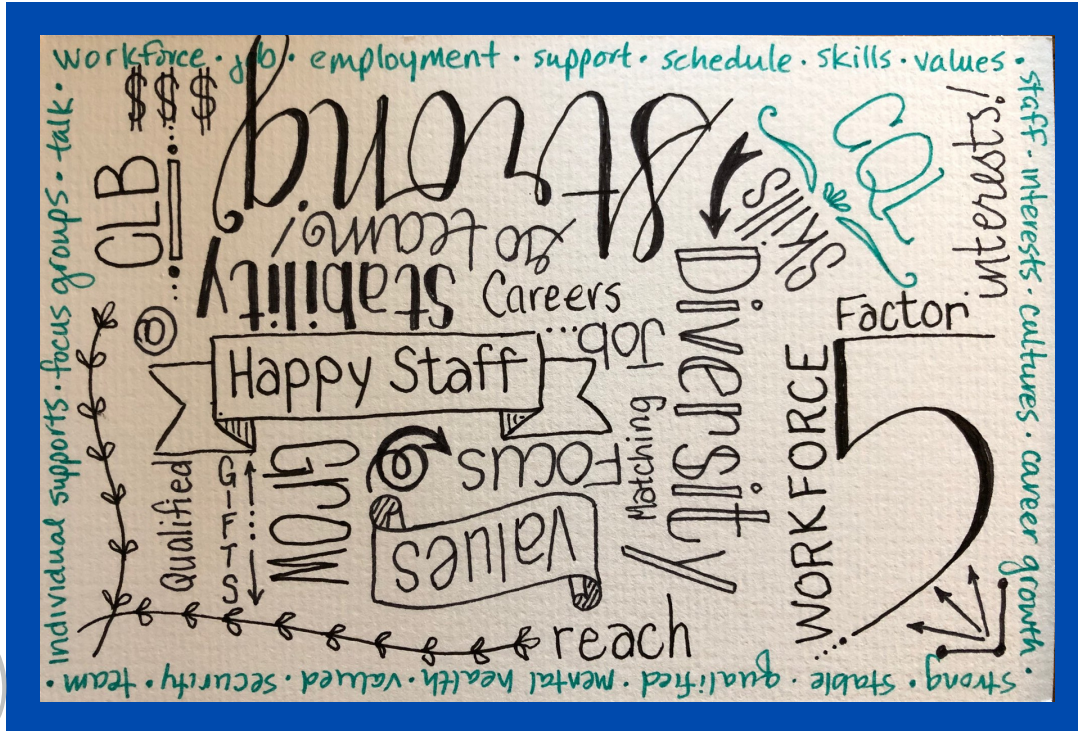 workforce · job · employment · support · schedule · skills · values ·
staff · interests · cultures · career growth ·
strong · stable · qualified · mental health · valued · security · team ·
individual supports · focus groups · talk ·
$$$
CLB
strong
go team!
Stability
Careers
Skills
CQL
interests!
Diversity
Job
Matching
Factor
5
WORKFORCE
Happy Staff
Qualified
GIFTS
Grow
Focus
Values
reach